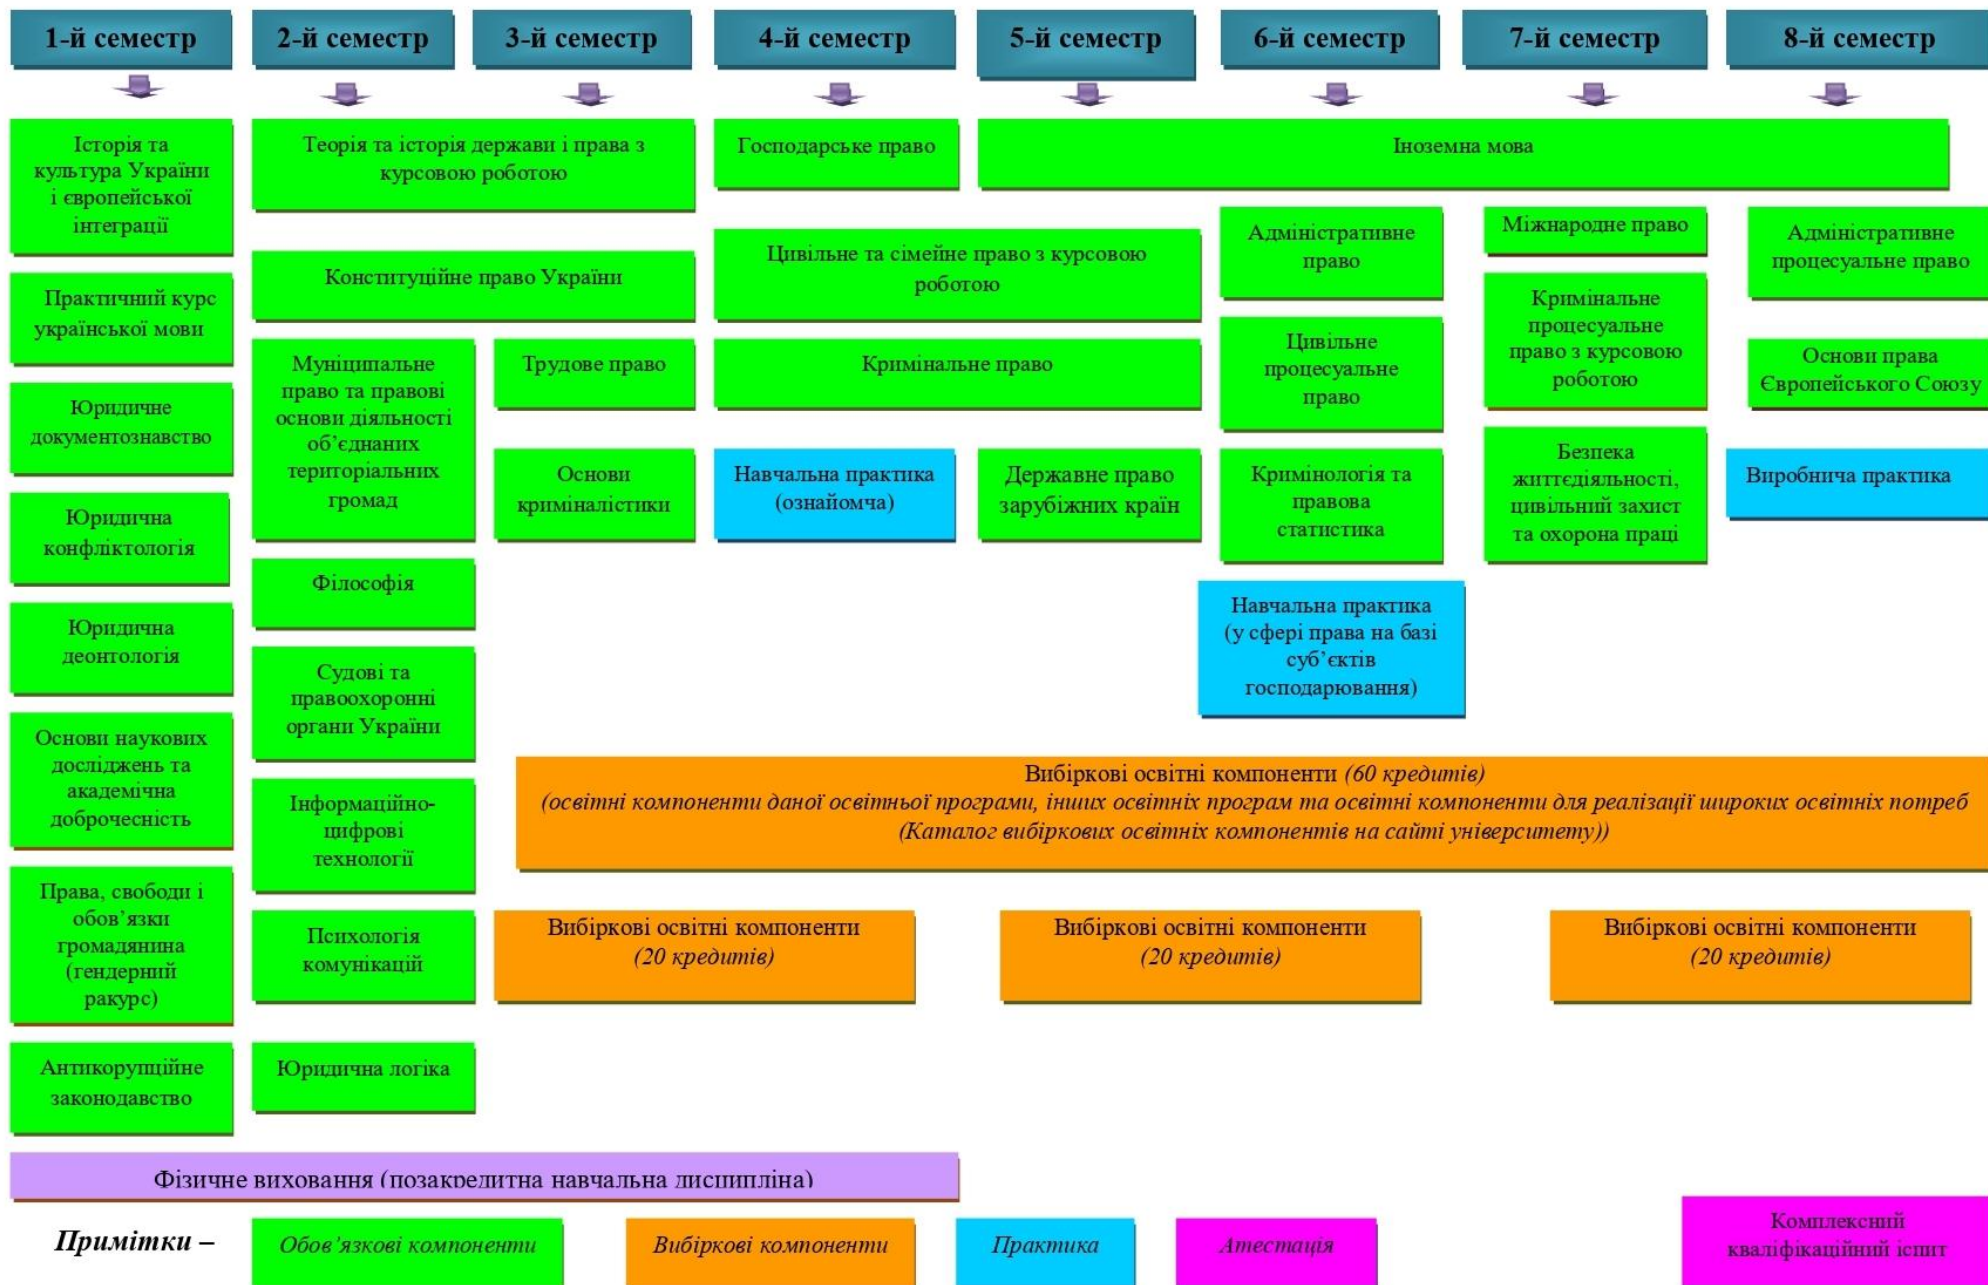 1-й семестр
2-й семестр
3-й семестр
4-й семестр
5-й семестр
6-й семестр
7-й семестр
8-й семестр
Історія та
культура України
і європейської
інтеграції
Практичний курс
української мови
Юридичне
документознавство
Юридична
конфліктологія
Юридична
деонтологія
Основи наукових
досліджень та
академічна
доброчесність
Права, свободи і
обов’язки
громадянина
(гендерний
ракурс)
Антикорупційне
законодавство
Теорія та історія держави і права з
курсовою роботою
Конституційне право України
Муніципальне
право та правові
основи діяльності
об’єднаних
територіальних
громад
Філософія
Судові та
правоохоронні
органи України
Інформаційно-
цифрові
технології
Психологія
комунікацій
Юридична логіка
Трудове право
Основи
криміналістики
Господарське право
Цивільне та сімейне право з курсовою
роботою
Кримінальне право
Навчальна практика
(ознайомча)
Державне право
зарубіжних країн
Іноземна мова
Адміністративне
право
Цивільне
процесуальне
право
Кримінологія та
правова
статистика
Навчальна практика
(у сфері права на базі
суб’єктів
господарювання)
Міжнародне право
Кримінальне
процесуальне
право з курсовою
роботою
Безпека
життєдіяльності,
цивільний захист
та охорона праці
Адміністративне
процесуальне право
Основи права
Європейського Союзу
Виробнича практика
Вибіркові освітні компоненти (60 кредитів)
(освітні компоненти даної освітньої програми, інших освітніх програм та освітні компоненти для реалізації широких освітніх потреб
(Каталог вибіркових освітніх компонентів на сайті університету))
Вибіркові освітні компоненти
(20 кредитів)
Вибіркові освітні компоненти
(20 кредитів)
Вибіркові освітні компоненти
(20 кредитів)
Фізичне виховання (позакредитна навчальна дисципліна)
Примітки –
Обов’язкові компоненти
Вибіркові компоненти
Практика
Атестація
Комплексний
кваліфікаційний іспит